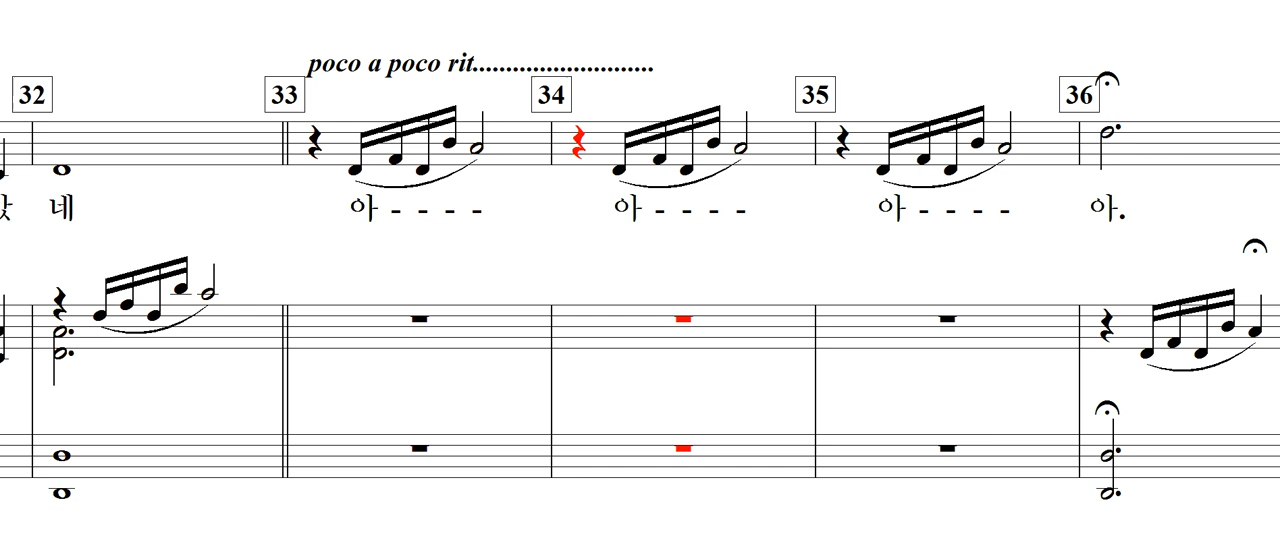 poco a poco rit...........................
32 33 34 35 36
네 아 - - - - 아 - - - - 아 - - - - 아.